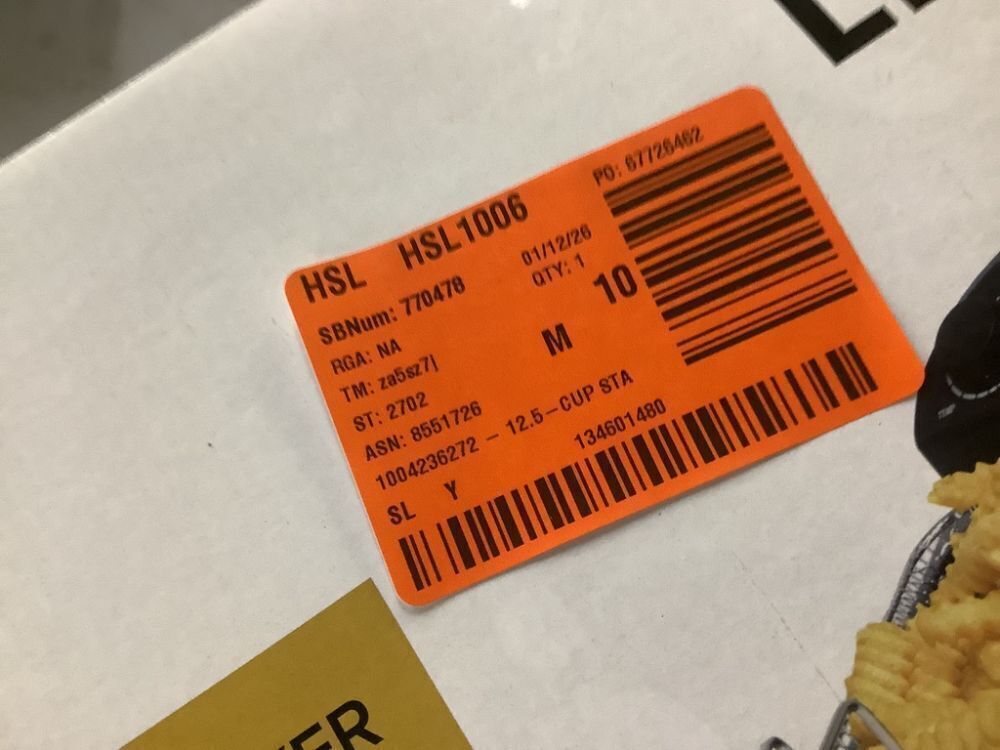 HSL HSL1006
PO: 67726462
SBNum: 770478
01/12/26
RGA: NA
QTY: 1
10
TM: za5sz7j
M
ST: 2702
ASN: 8551726
1004236272 - 12.5-CUP STA
SL Y
134601480